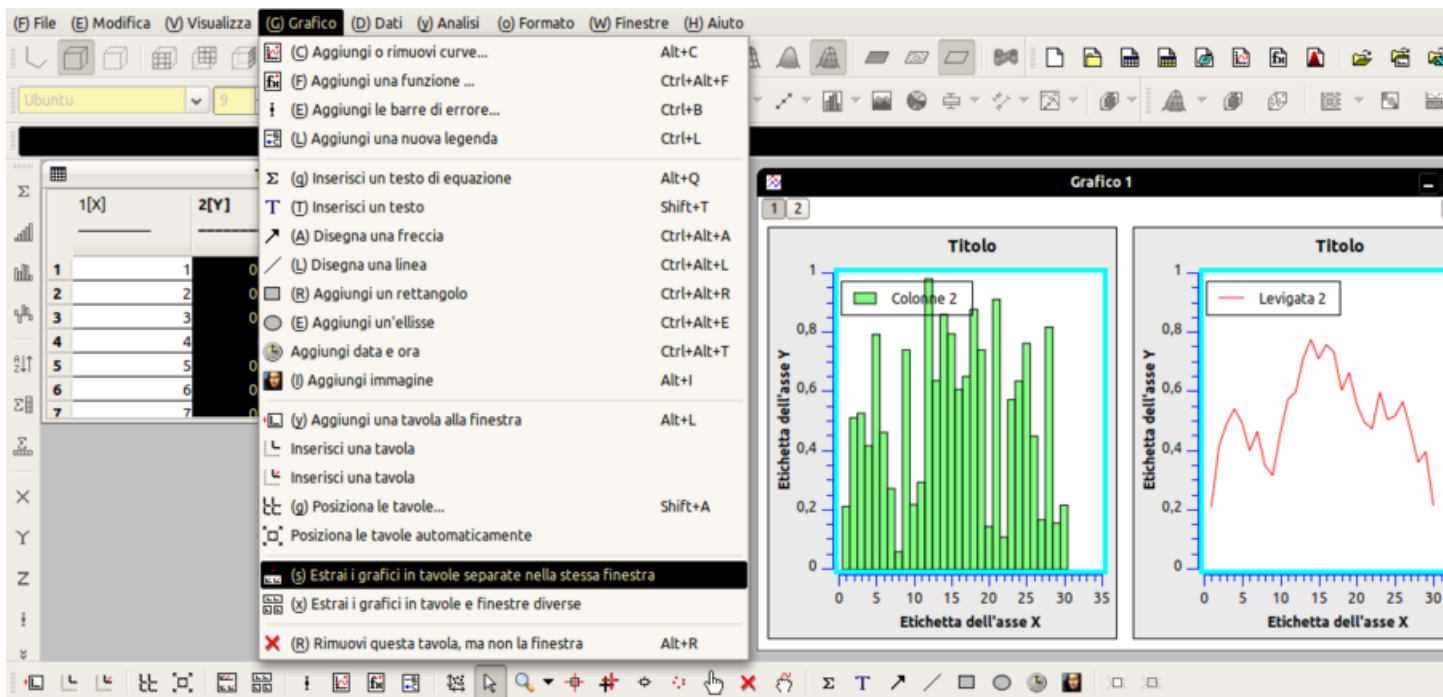 (F) File (E) Modifica (V) Visualizza (G) Grafico (D) Dati (y) Analisi (o) Formato (W) Finestre (H) Aiuto
Ubuntu 9
(C) Aggiungi o rimuovi curve... Alt+C
(F) Aggiungi una funzione ... Ctrl+Alt+F
(E) Aggiungi le barre di errore... Ctrl+B
(L) Aggiungi una nuova legenda Ctrl+L
(q) Inserisci un testo di equazione Alt+Q
(T) Inserisci un testo Shift+T
(A) Disegna una freccia Ctrl+Alt+A
(L) Disegna una linea Ctrl+Alt+L
(R) Aggiungi un rettangolo Ctrl+Alt+R
(E) Aggiungi un'ellisse Ctrl+Alt+E
Aggiungi data e ora Ctrl+Alt+T
(I) Aggiungi immagine Alt+I
(y) Aggiungi una tavola alla finestra Alt+L
Inserisci una tavola
Inserisci una tavola
(g) Posiziona le tavole... Shift+A
Posiziona le tavole automaticamente
(s) Estrai i grafici in tavole separate nella stessa finestra
(x) Estrai i grafici in tavole e finestre diverse
(R) Rimuovi questa tavola, ma non la finestra Alt+R
1[X] 2[Y]
1 1
2 2
3 3
4 4
5 5
6 6
7 7
Grafico 1
1 2
Titolo
Colonne 2
Etichetta dell'asse Y
1
0,8
0,6
0,4
0,2
0
0 5 10 15 20 25 30 35
Etichetta dell'asse X
Titolo
Levigata 2
Etichetta dell'asse Y
1
0,8
0,6
0,4
0,2
0
0 5 10 15 20 25 30
Etichetta dell'asse X